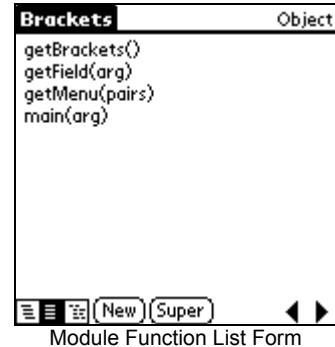 Brackets Object
getBrackets()
getField(arg)
getMenu(pairs)
main(arg)
New Super
Module Function List Form